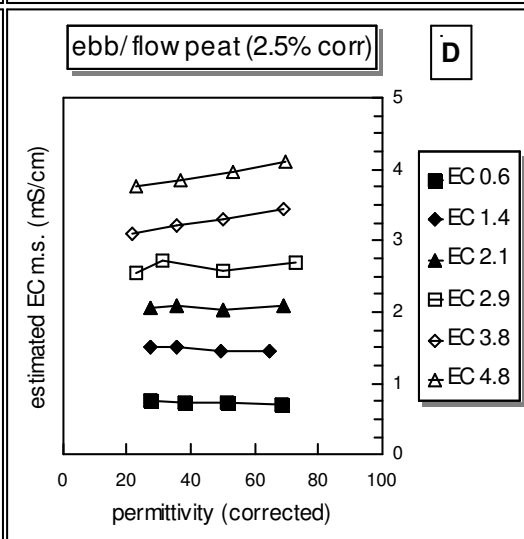 ebb/flow peat (2.5% corr)
D
estimated EC m.s. (mS/cm)
5
4
3
2
1
0
0 20 40 60 80 100
permittivity (corrected)
EC 0.6
EC 1.4
EC 2.1
EC 2.9
EC 3.8
EC 4.8